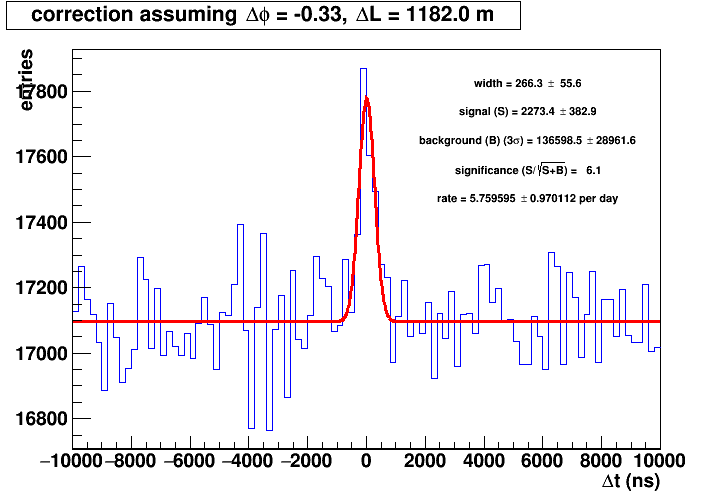 correction assuming Δϕ = -0.33, ΔL = 1182.0 m
entries
width = 266.3 ± 55.6
signal (S) = 2273.4 ±382.9
background (B) (3σ) = 136598.5 ±28961.6
significance (S/√S+B) = 6.1
rate = 5.759595 ±0.970112 per day
17800
17600
17400
17200
17000
16800
−10000 −8000 −6000 −4000 −2000 0 2000 4000 6000 8000 10000
Δt (ns)